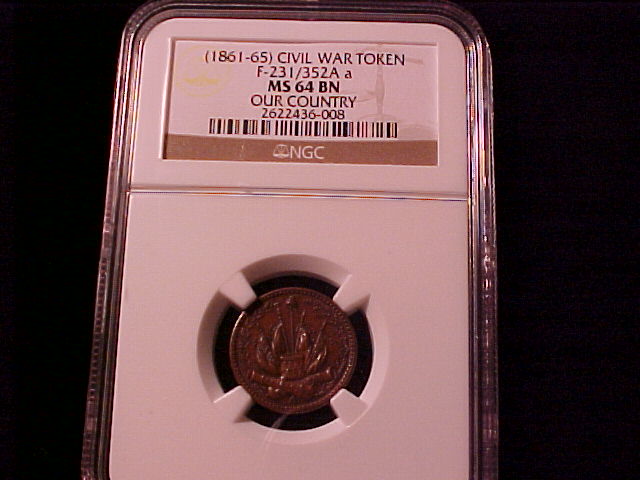 (1861-65) CIVIL WAR TOKEN
F-231/352A a
MS 64 BN
OUR COUNTRY
2622436-008
NGC